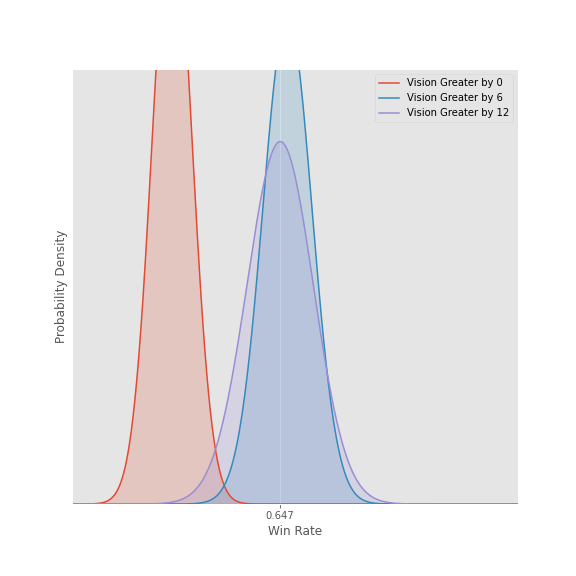 Vision Greater by 0
Vision Greater by 6
Vision Greater by 12
Probability Density
0.647
Win Rate